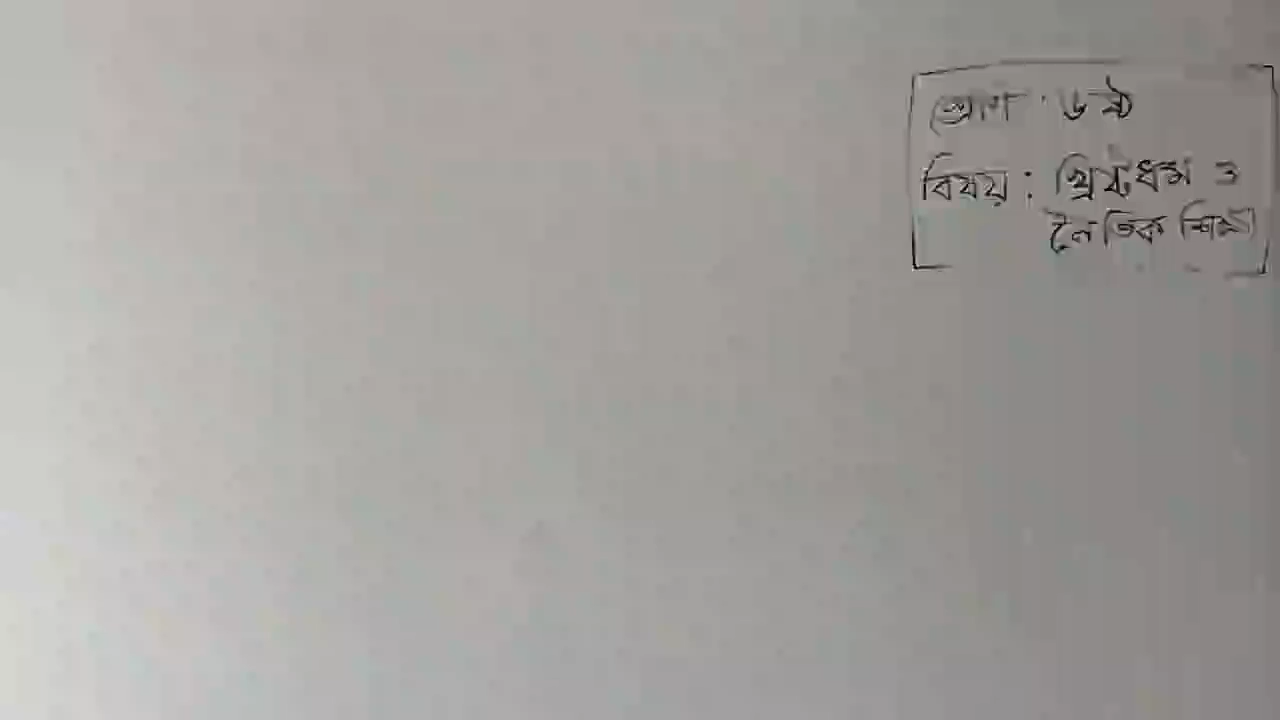 শ্রেণি : ৬ষ্ঠ
বিষয় : খ্রিষ্টধর্ম ও
নৈতিক শিক্ষা